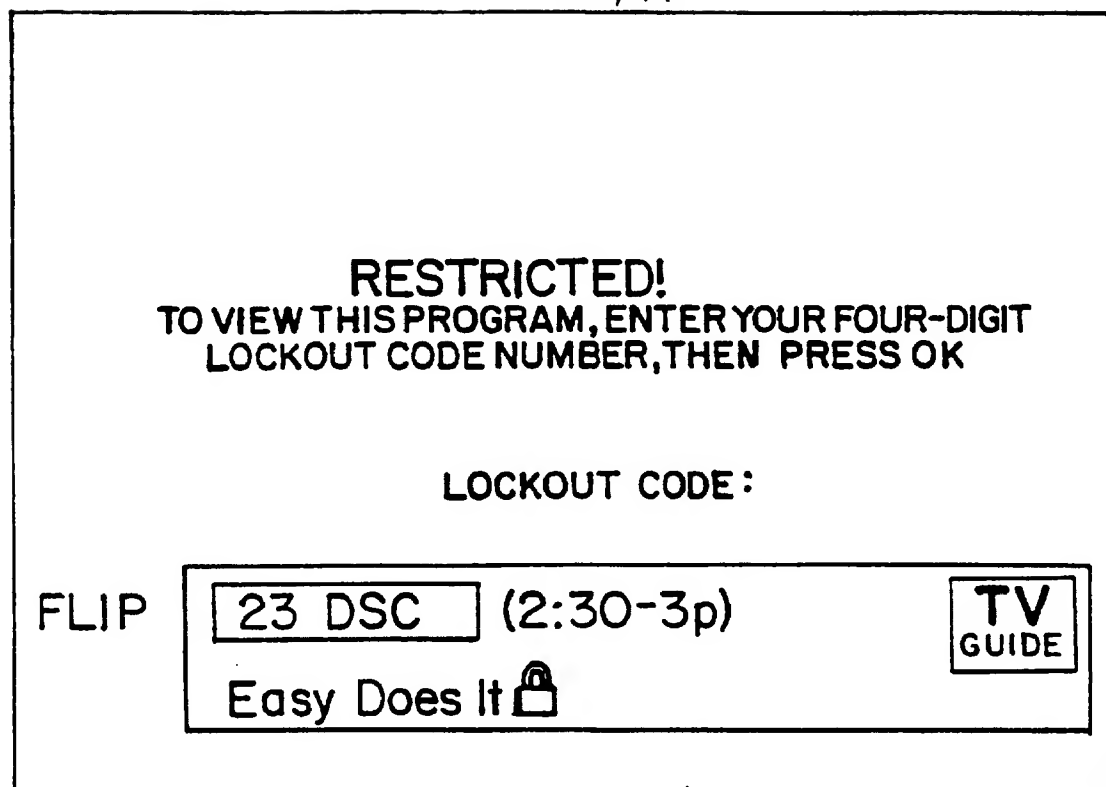 RESTRICTED!
TO VIEW THIS PROGRAM, ENTER YOUR FOUR-DIGIT
LOCKOUT CODE NUMBER, THEN PRESS OK
LOCKOUT CODE:
FLIP 23 DSC (2:30-3p) TV
GUIDE
Easy Does It